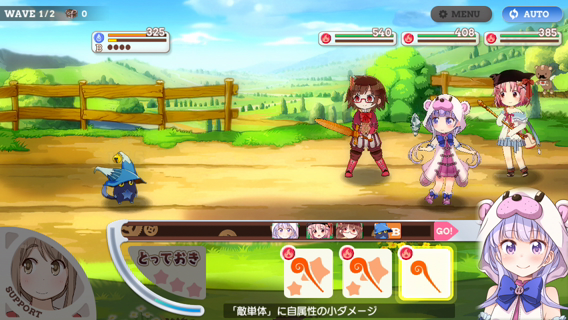 WAVE 1/2 0
MENU
AUTO
325
B
540
408
385
B GO!
とっておき
SUPPORT
「敵単体」に自属性の小ダメージ